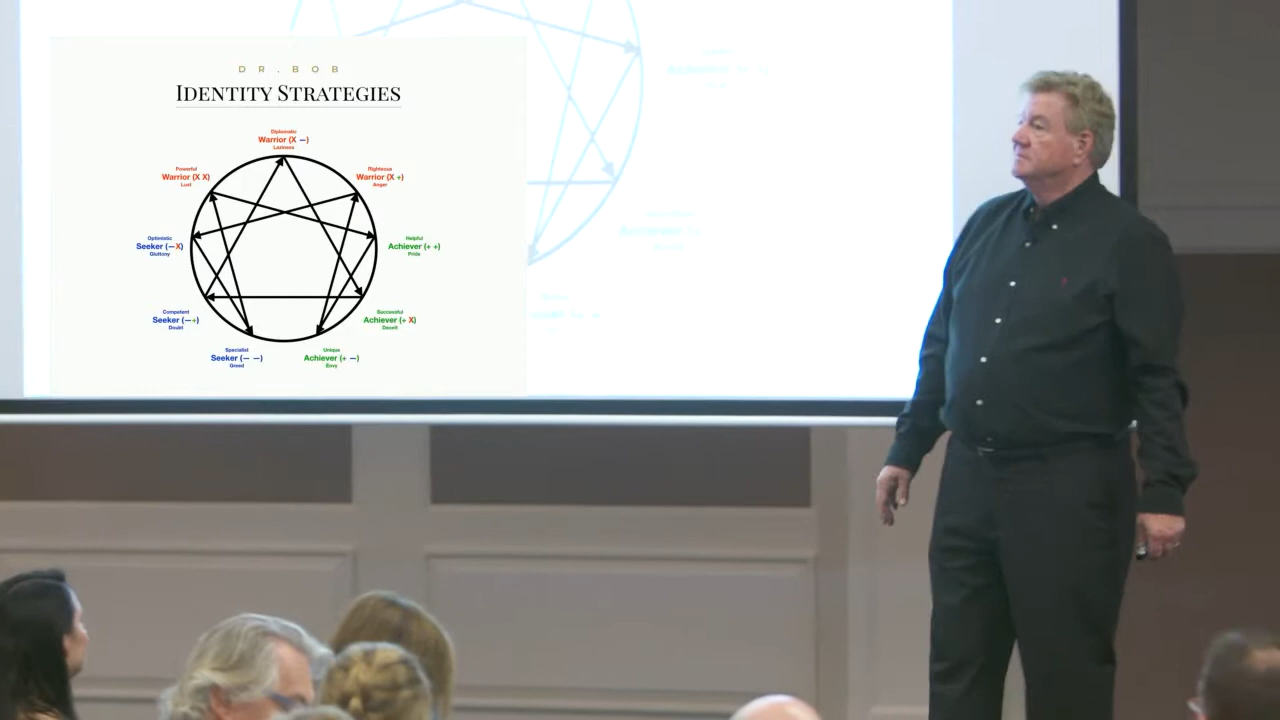 DR. BOB
IDENTITY STRATEGIES
Diplomatic
Warrior (X —)
Laziness
Powerful
Warrior (X X)
Lust
Righteous
Warrior (X +)
Anger
Optimistic
Seeker (—X)
Gluttony
Helpful
Achiever (+ +)
Pride
Competent
Seeker (—+)
Doubt
Successful
Achiever (+ X)
Deceit
Specialist
Seeker (— —)
Greed
Unique
Achiever (+ —)
Envy